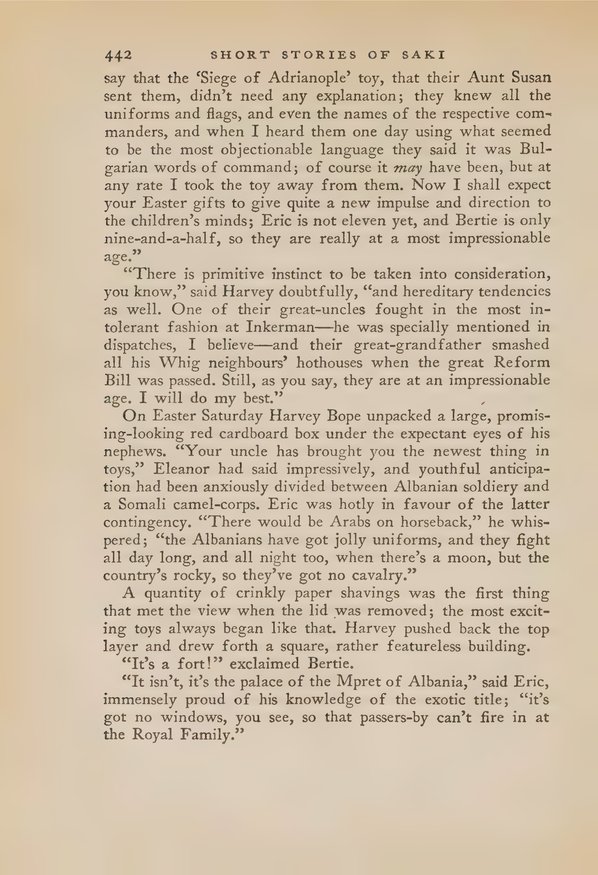 442 SHORT STORIES OF SAKI
say that the ‘Siege of Adrianople’ toy, that their Aunt Susan
sent them, didn’t need any explanation; they knew all the
uniforms and flags, and even the names of the respective com-
manders, and when I heard them one day using what seemed
to be the most objectionable language they said it was Bul-
garian words of command; of course it may have been, but at
any rate I took the toy away from them. Now I shall expect
your Easter gifts to give quite a new impulse and direction to
the children’s minds; Eric is not eleven yet, and Bertie is only
nine-and-a-half, so they are really at a most impressionable
age.”
“There is primitive instinct to be taken into consideration,
you know,” said Harvey doubtfully, “and hereditary tendencies
as well. One of their great-uncles fought in the most in-
tolerant fashion at Inkerman—he was specially mentioned in
dispatches, I believe—and their great-grandfather smashed
all his Whig neighbours’ hothouses when the great Reform
Bill was passed. Still, as you say, they are at an impressionable
age. I will do my best.”
On Easter Saturday Harvey Bope unpacked a large, promis-
ing-looking red cardboard box under the expectant eyes of his
nephews. “Your uncle has brought you the newest thing in
toys,” Eleanor had said impressively, and youthful anticipa-
tion had been anxiously divided between Albanian soldiery and
a Somali camel-corps. Eric was hotly in favour of the latter
contingency. “There would be Arabs on horseback,” he whis-
pered; “the Albanians have got jolly uniforms, and they fight
all day long, and all night too, when there’s a moon, but the
country’s rocky, so they’ve got no cavalry.”
A quantity of crinkly paper shavings was the first thing
that met the view when the lid was removed; the most excit-
ing toys always began like that. Harvey pushed back the top
layer and drew forth a square, rather featureless building.
“It’s a fort!” exclaimed Bertie.
“It isn’t, it’s the palace of the Mpret of Albania,” said Eric,
immensely proud of his knowledge of the exotic title; “it’s
got no windows, you see, so that passers-by can’t fire in at
the Royal Family.”